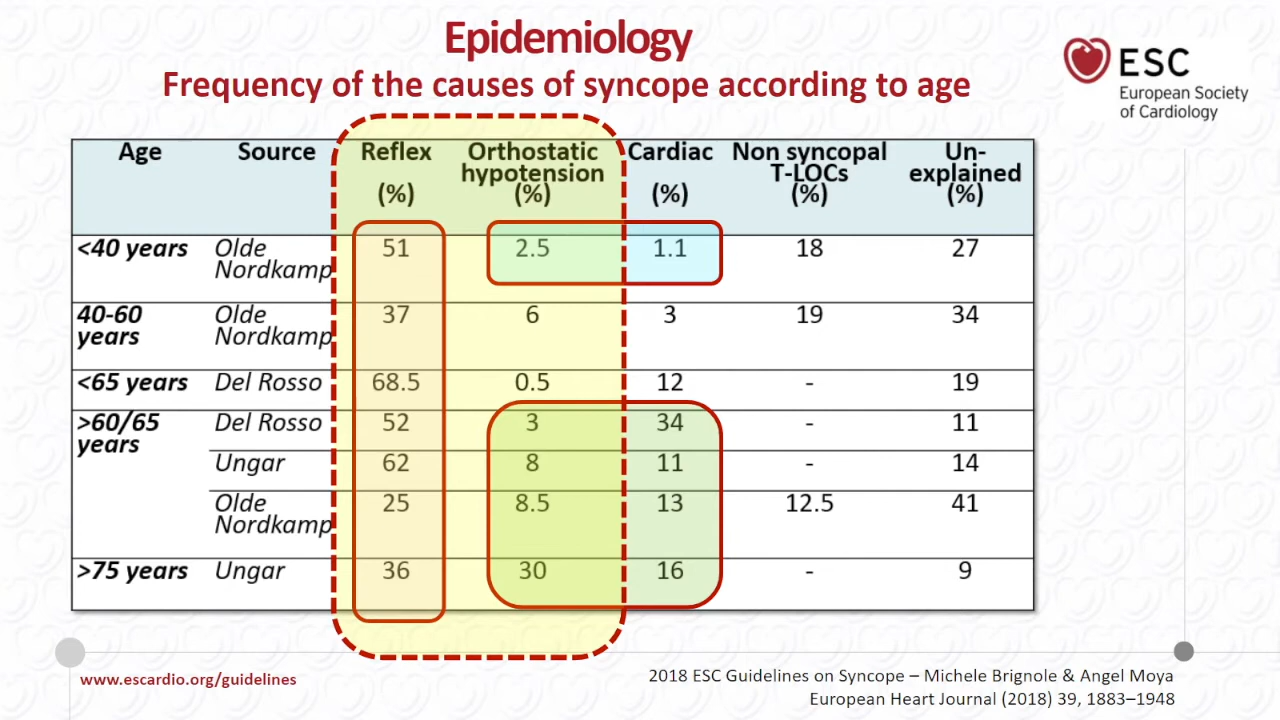 Epidemiology
Frequency of the causes of syncope according to age
ESC
European Society
of Cardiology
Age Source Reflex (%) Orthostatic hypotension (%) Cardiac (%) Non syncopal T-LOCs (%) Un-explained (%)
<40 years Olde Nordkamp 51 2.5 1.1 18 27
40-60 years Olde Nordkamp 37 6 3 19 34
<65 years Del Rosso 68.5 0.5 12 - 19
>60/65 years Del Rosso 52 3 34 - 11
Ungar 62 8 11 - 14
Olde Nordkamp 25 8.5 13 12.5 41
>75 years Ungar 36 30 16 - 9
www.escardio.org/guidelines
2018 ESC Guidelines on Syncope – Michele Brignole & Angel Moya
European Heart Journal (2018) 39, 1883–1948